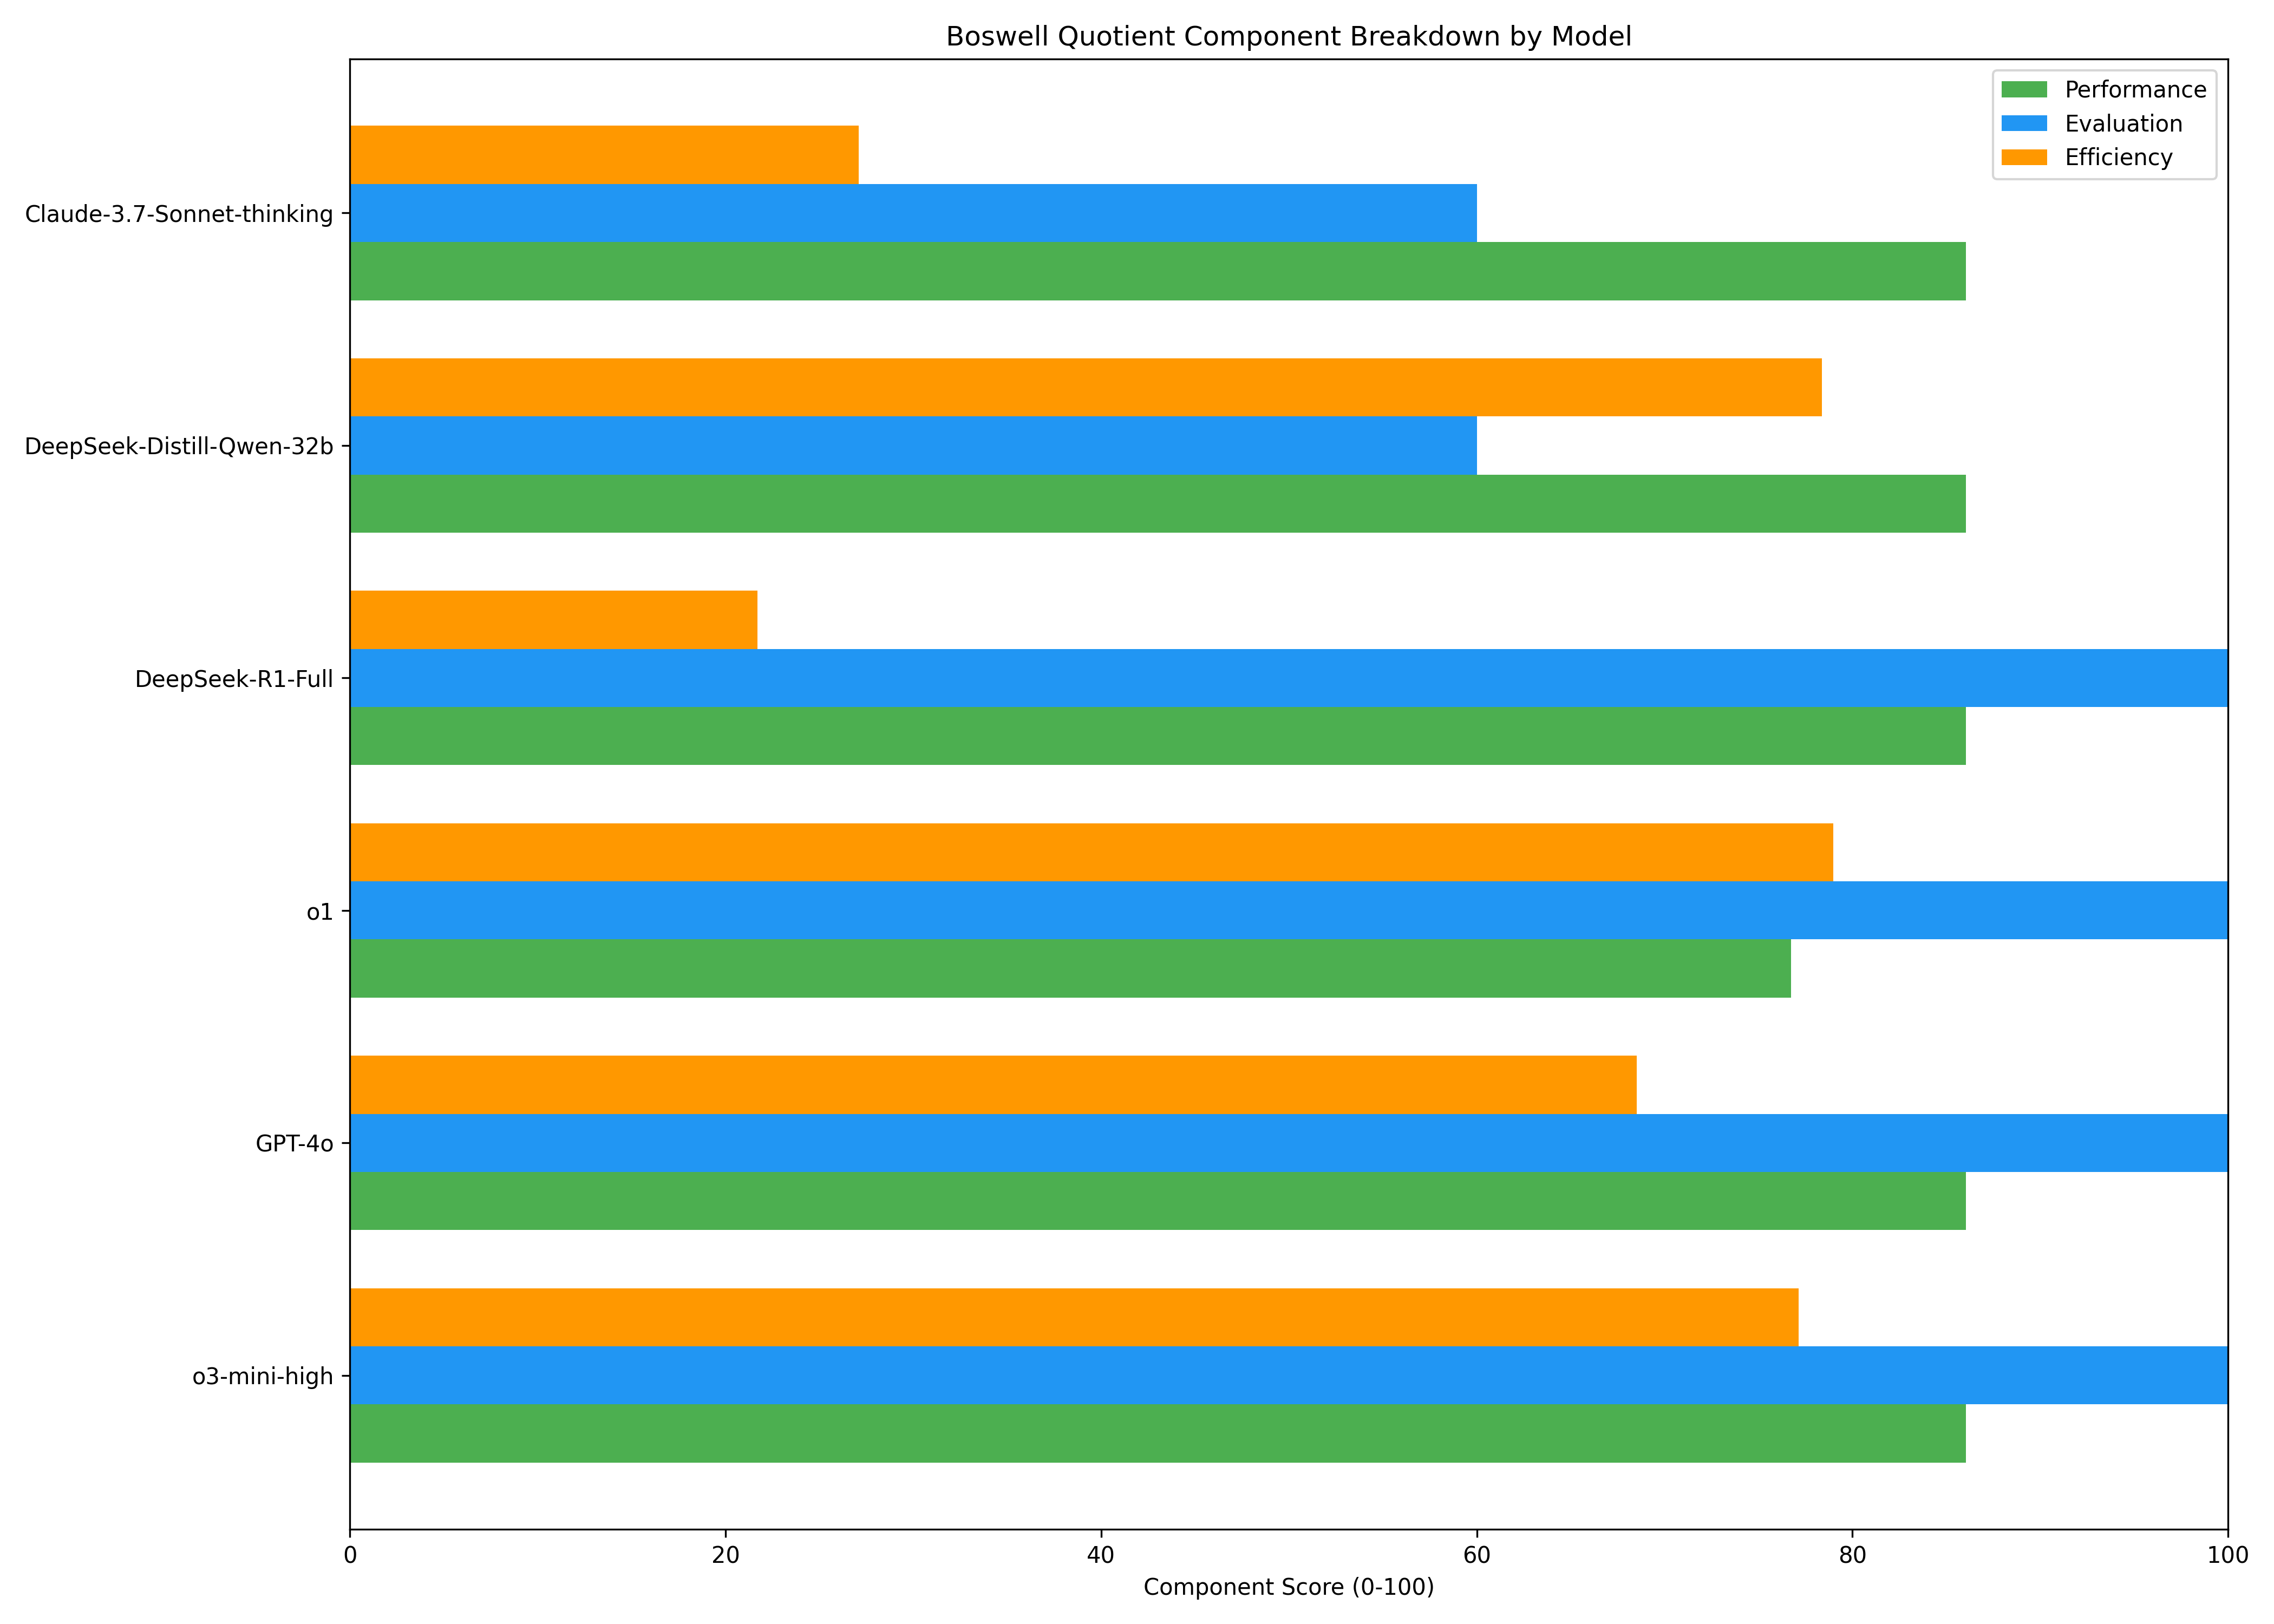 Boswell Quotient Component Breakdown by Model
Performance
Evaluation
Efficiency
Claude-3.7-Sonnet-thinking
DeepSeek-Distill-Qwen-32b
DeepSeek-R1-Full
o1
GPT-4o
o3-mini-high
0 20 40 60 80 100
Component Score (0-100)